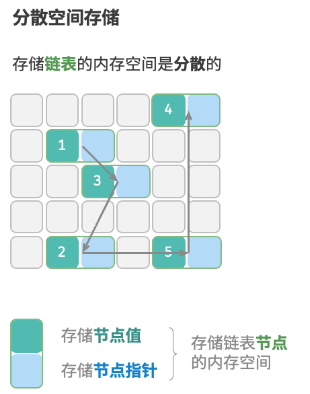 分散空间存储
存储链表的内存空间是分散的
4
1
3
2
5
存储节点值
存储节点指针
存储链表节点
的内存空间